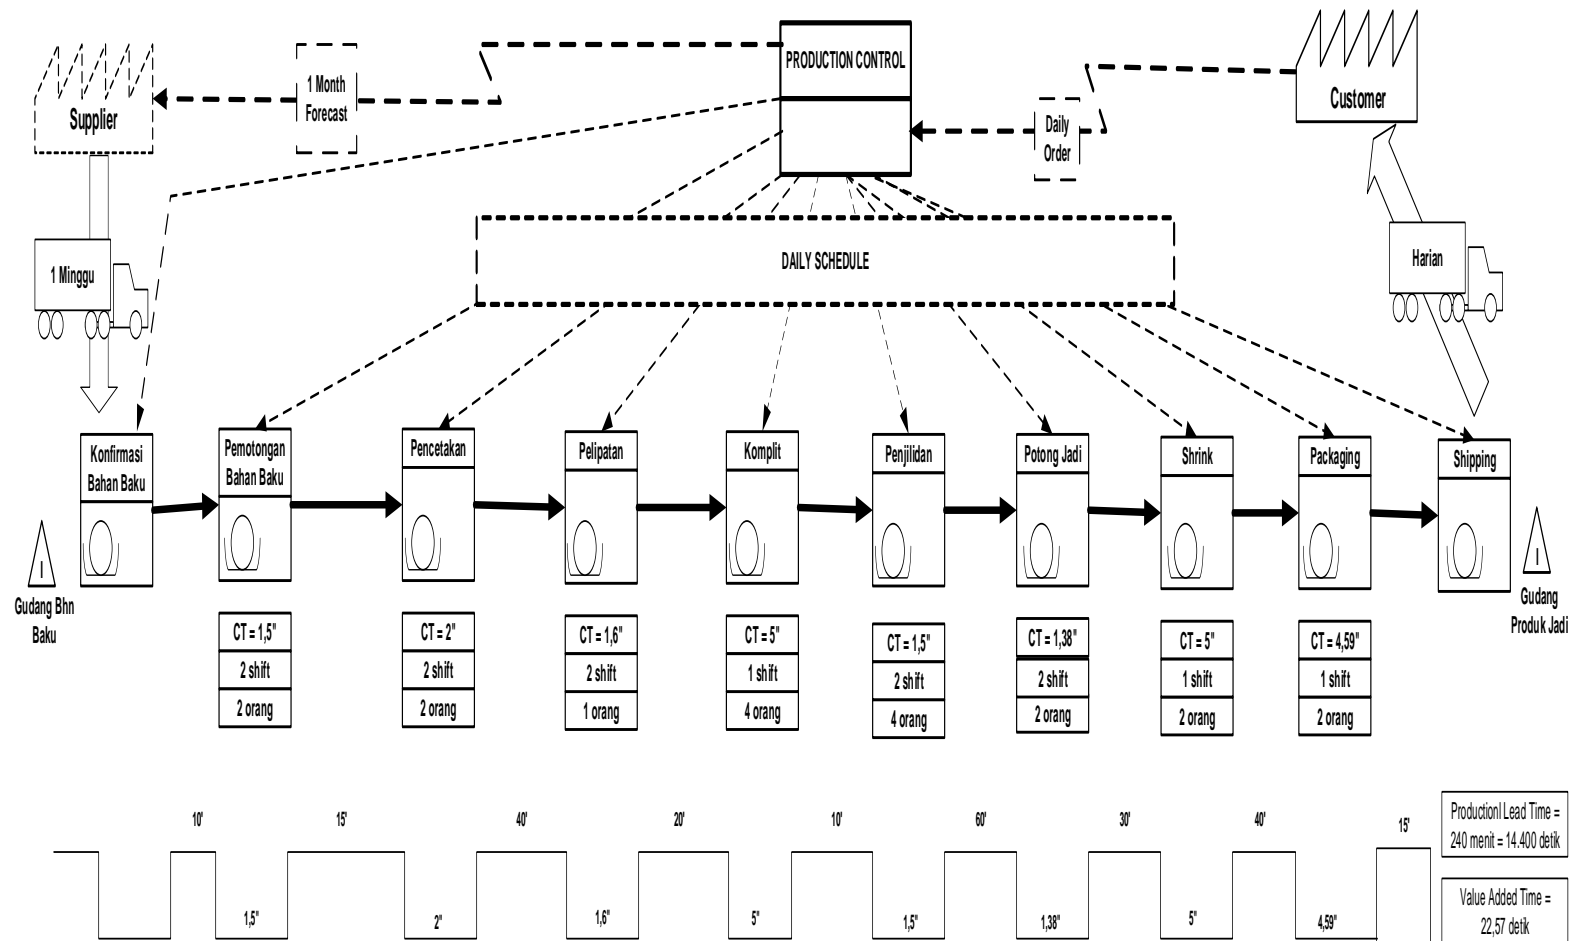 PRODUCTION CONTROL
Supplier
1 Month
Forecast
Daily
Order
Customer
1 Minggu
DAILY SCHEDULE
Harian
Konfirmasi
Bahan Baku
Pemotongan
Bahan Baku
Pencetakan
Pelipatan
Komplit
Penjilidan
Potong Jadi
Shrink
Packaging
Shipping
I
Gudang Bhn
Baku
I
Gudang
Produk Jadi
CT = 1,5"
2 shift
2 orang
CT = 2"
2 shift
2 orang
CT = 1,6"
2 shift
1 orang
CT = 5"
1 shift
4 orang
CT = 1,5"
2 shift
4 orang
CT = 1,38"
2 shift
2 orang
CT = 5"
1 shift
2 orang
CT = 4,59"
1 shift
2 orang
10'
15'
40'
20'
10'
60'
30'
40'
15'
1,5"
2"
1,6"
5"
1,5"
1,38"
5"
4,59"
Productionl Lead Time =
240 menit = 14.400 detik
Value Added Time =
22,57 detik